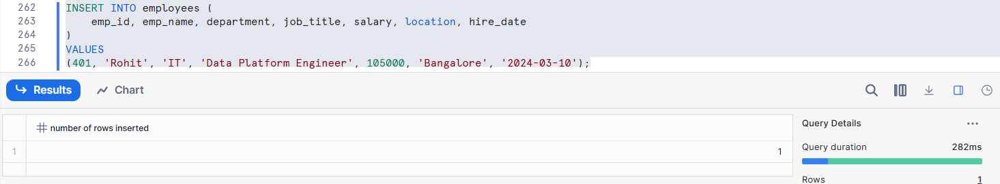 262 INSERT INTO employees (
263     emp_id, emp_name, department, job_title, salary, location, hire_date
264 )
265 VALUES
266 (401, 'Rohit', 'IT', 'Data Platform Engineer', 105000, 'Bangalore', '2024-03-10');
Results Chart
# number of rows inserted
1 1
Query Details ...
Query duration 282ms
Rows 1